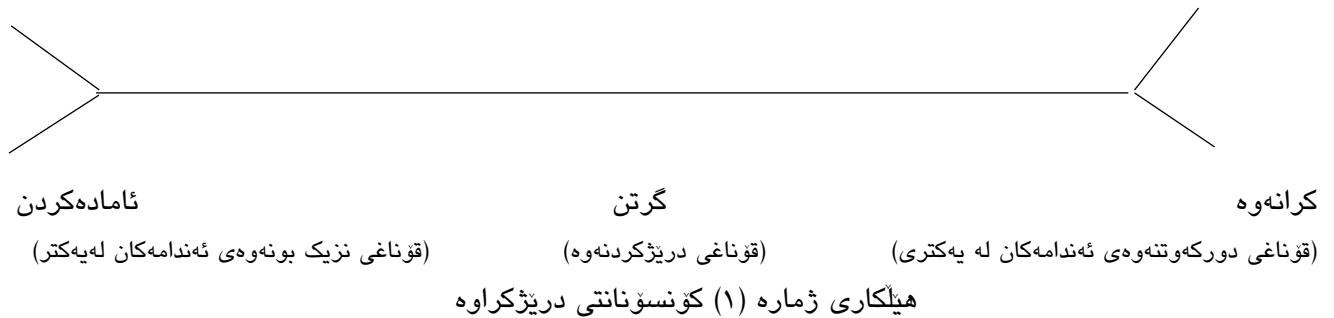 کرانەوە گرتن ئامادەکردن
(قۆناغی دورکەوتنەوەی ئەندامەکان لە یەکتری) (قۆناغی درێژکردنەوە) (قۆناغی نزیک بونەوەی ئەندامەکان لەیەکتر)
هێڵکاری ژمارە (١) کۆنسۆنانتی درێژکراوە